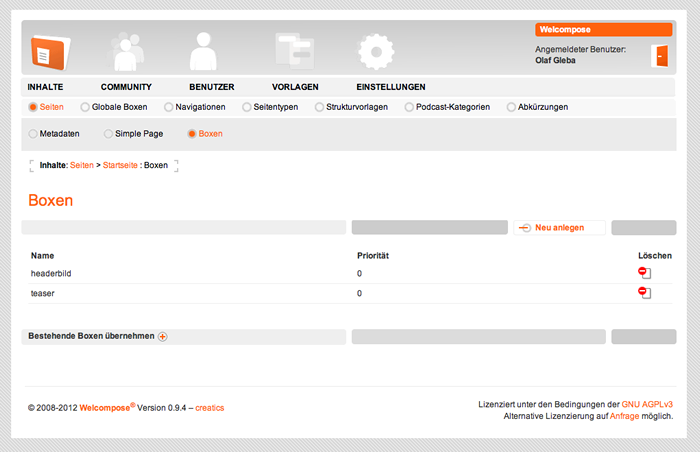 Welcompose
Angemeldeter Benutzer:
Olaf Gleba
INHALTE COMMUNITY BENUTZER VORLAGEN EINSTELLUNGEN
Seiten Globale Boxen Navigationen Seitentypen Strukturvorlagen Podcast-Kategorien Abkürzungen
Metadaten Simple Page Boxen
Inhalte: Seiten > Startseite : Boxen
Boxen
Neu anlegen
Name Priorität Löschen
headerbild 0
teaser 0
Bestehende Boxen übernehmen
© 2008-2012 Welcompose® Version 0.9.4 – creatics
Lizenziert unter den Bedingungen der GNU AGPLv3
Alternative Lizenzierung auf Anfrage möglich.